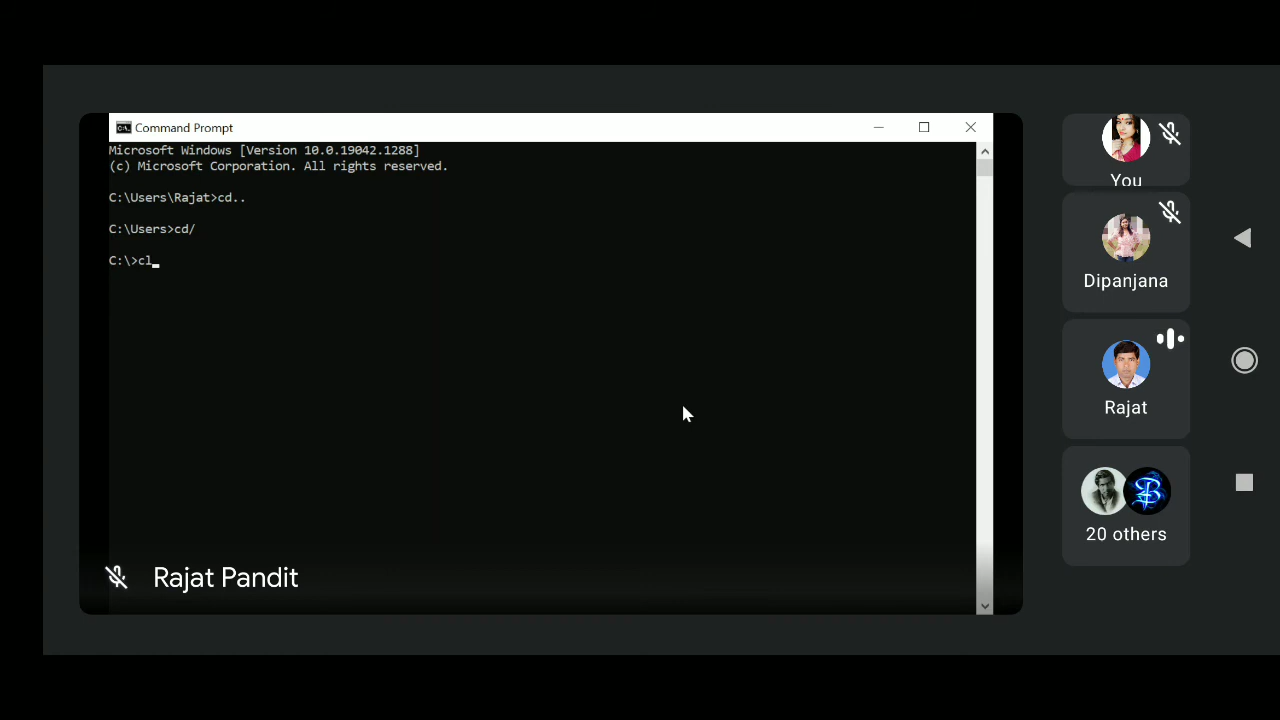 Command Prompt
Microsoft Windows [Version 10.0.19042.1288]
(c) Microsoft Corporation. All rights reserved.
C:\Users\Rajat>cd..
C:\Users>cd/
C:\>cl_
Rajat Pandit
You
Dipanjana
Rajat
20 others